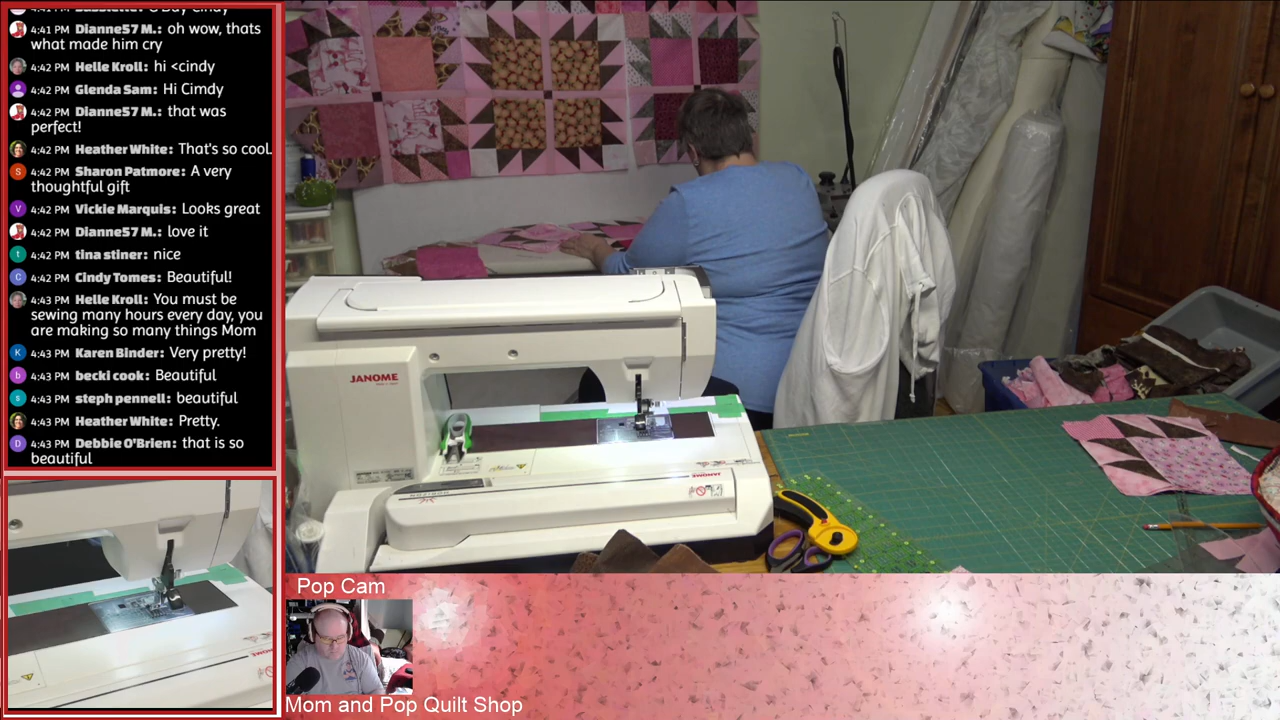 4:41 PM Dianne57 M.: oh wow, thats
what made him cry
4:42 PM Helle Kroll: hi <cindy
4:42 PM Glenda Sam: Hi Cimdy
4:42 PM Dianne57 M.: that was
perfect!
4:42 PM Heather White: That's so cool.
S
4:42 PM Sharon Patmore: A very
thoughtful gift
V
4:42 PM Vickie Marquis: Looks great
4:42 PM Dianne57 M.: love it
t
4:42 PM tina stiner: nice
C
4:42 PM Cindy Tomes: Beautiful!
4:43 PM Helle Kroll: You must be
sewing many hours every day, you
are making so many things Mom
K
4:43 PM Karen Binder: Very pretty!
b
4:43 PM becki cook: Beautiful
s
4:43 PM steph pennell: beautiful
4:43 PM Heather White: Pretty.
D
4:43 PM Debbie O'Brien: that is so
beautiful
JANOME
Pop Cam
Mom and Pop Quilt Shop